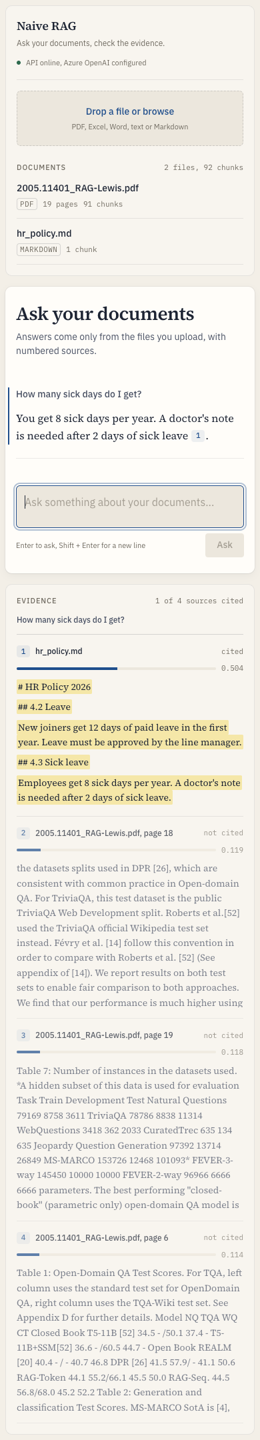 Naive RAG
Ask your documents, check the evidence.
API online, Azure OpenAI configured
Drop a file or browse
PDF, Excel, Word, text or Markdown
DOCUMENTS 2 files, 92 chunks
2005.11401_RAG-Lewis.pdf
PDF 19 pages 91 chunks
hr_policy.md
MARKDOWN 1 chunk
Ask your documents
Answers come only from the files you upload, with
numbered sources.
How many sick days do I get?
You get 8 sick days per year. A doctor's note
is needed after 2 days of sick leave 1 .
Ask something about your documents...
Enter to ask, Shift + Enter for a new line Ask
EVIDENCE 1 of 4 sources cited
How many sick days do I get?
1 hr_policy.md cited
0.504
# HR Policy 2026
## 4.2 Leave
New joiners get 12 days of paid leave in the first
year. Leave must be approved by the line manager.
## 4.3 Sick leave
Employees get 8 sick days per year. A doctor's note
is needed after 2 days of sick leave.
2 2005.11401_RAG-Lewis.pdf, page 18 not cited
0.119
the datasets splits used in DPR [26], which are
consistent with common practice in Open-domain
QA. For TriviaQA, this test dataset is the public
TriviaQA Web Development split. Roberts et al.[52]
used the TriviaQA official Wikipedia test set
instead. Févry et al. [14] follow this convention in
order to compare with Roberts et al. [52] (See
appendix of [14]). We report results on both test
sets to enable fair comparison to both approaches.
We find that our performance is much higher using
3 2005.11401_RAG-Lewis.pdf, page 19 not cited
0.118
Table 7: Number of instances in the datasets used.
*A hidden subset of this data is used for evaluation
Task Train Development Test Natural Questions
79169 8758 3611 TriviaQA 78786 8838 11314
WebQuestions 3418 362 2033 CuratedTrec 635 134
635 Jeopardy Question Generation 97392 13714
26849 MS-MARCO 153726 12468 101093* FEVER-3-
way 145450 10000 10000 FEVER-2-way 96966 6666
6666 parameters. The best performing "closed-
book" (parametric only) open-domain QA model is
4 2005.11401_RAG-Lewis.pdf, page 6 not cited
0.114
Table 1: Open-Domain QA Test Scores. For TQA, left
column uses the standard test set for OpenDomain
QA, right column uses the TQA-Wiki test set. See
Appendix D for further details. Model NQ TQA WQ
CT Closed Book T5-11B [52] 34.5 - /50.1 37.4 - T5-
11B+SSM[52] 36.6 - /60.5 44.7 - Open Book REALM
[20] 40.4 - / - 40.7 46.8 DPR [26] 41.5 57.9/ - 41.1 50.6
RAG-Token 44.1 55.2/66.1 45.5 50.0 RAG-Seq. 44.5
56.8/68.0 45.2 52.2 Table 2: Generation and
classification Test Scores. MS-MARCO SotA is [4],